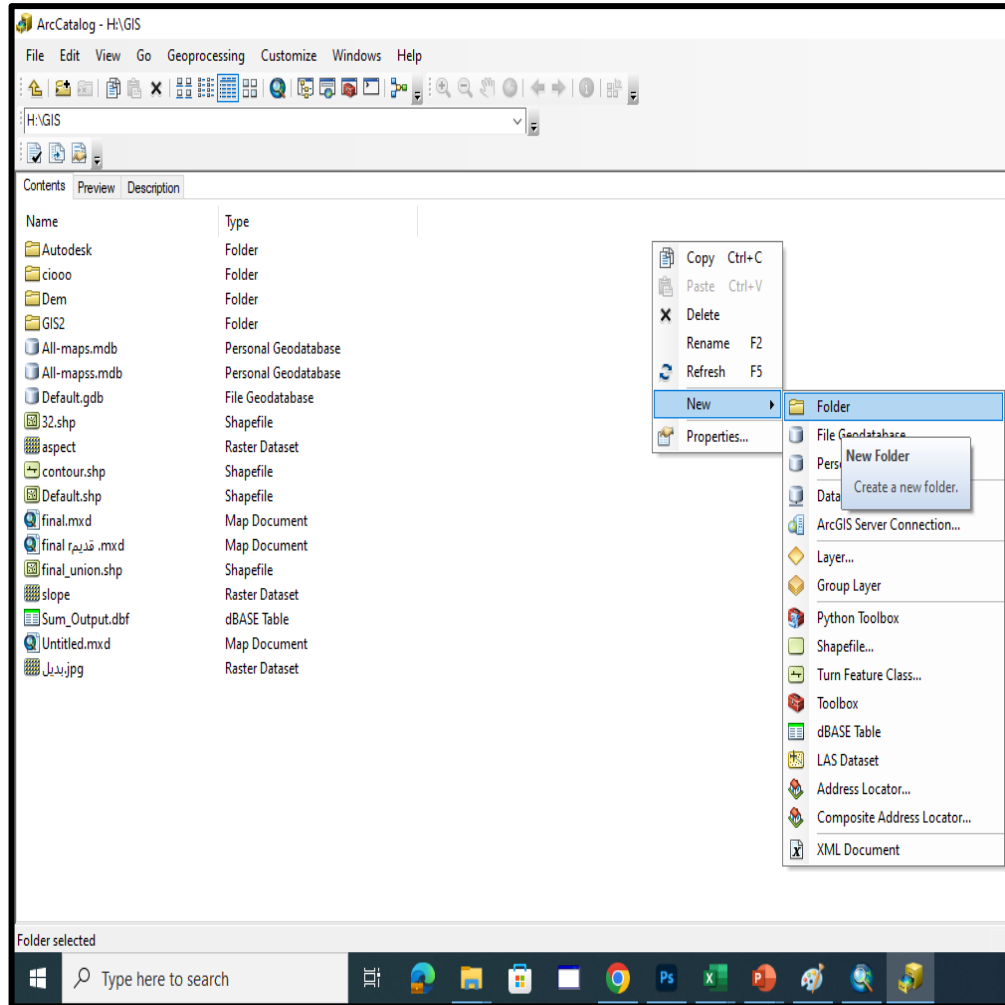 ArcCatalog - H:\GIS
File Edit View Go Geoprocessing Customize Windows Help
H:\GIS
Contents Preview Description
Name Type
Autodesk Folder
ciooo Folder
Dem Folder
GIS2 Folder
All-maps.mdb Personal Geodatabase
All-mapss.mdb Personal Geodatabase
Default.gdb File Geodatabase
32.shp Shapefile
aspect Raster Dataset
contour.shp Shapefile
Default.shp Shapefile
final.mxd Map Document
final r قديم.mxd Map Document
final_union.shp Shapefile
slope Raster Dataset
Sum_Output.dbf dBASE Table
Untitled.mxd Map Document
بديل.jpg Raster Dataset
Copy Ctrl+C
Paste Ctrl+V
Delete
Rename F2
Refresh F5
New
Properties...
Folder
File Geodatabase
New Folder
Create a new folder.
ArcGIS Server Connection...
Layer...
Group Layer
Python Toolbox
Shapefile...
Turn Feature Class...
Toolbox
dBASE Table
LAS Dataset
Address Locator...
Composite Address Locator...
XML Document
Folder selected
Type here to search
Ps